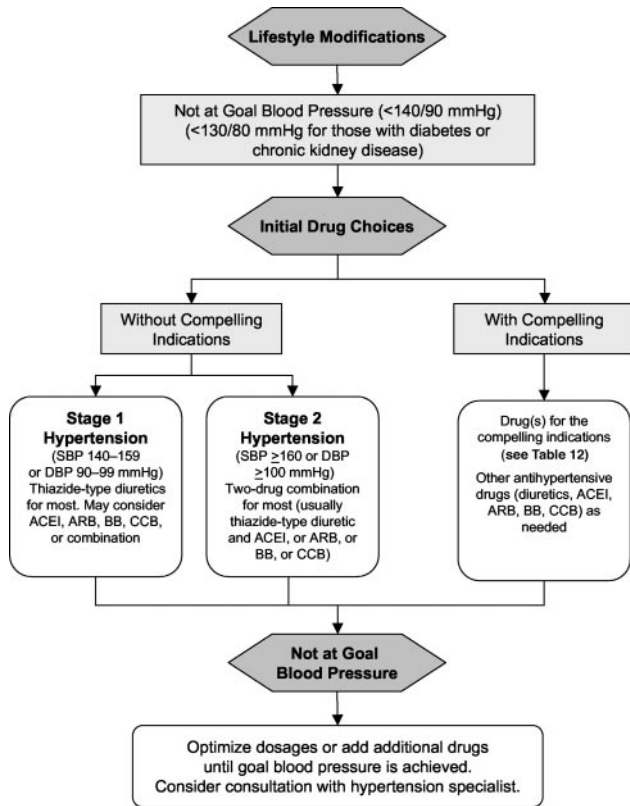 Lifestyle Modifications
Not at Goal Blood Pressure (<140/90 mmHg)
(<130/80 mmHg for those with diabetes or
chronic kidney disease)
Initial Drug Choices
Without Compelling
Indications
With Compelling
Indications
Stage 1
Hypertension
(SBP 140–159
or DBP 90–99 mmHg)
Thiazide-type diuretics
for most. May consider
ACEI, ARB, BB, CCB,
or combination
Stage 2
Hypertension
(SBP ≥160 or DBP
≥100 mmHg)
Two-drug combination
for most (usually
thiazide-type diuretic
and ACEI, or ARB, or
BB, or CCB)
Drug(s) for the
compelling indications
(see Table 12)
Other antihypertensive
drugs (diuretics, ACEI,
ARB, BB, CCB) as
needed
Not at Goal
Blood Pressure
Optimize dosages or add additional drugs
until goal blood pressure is achieved.
Consider consultation with hypertension specialist.